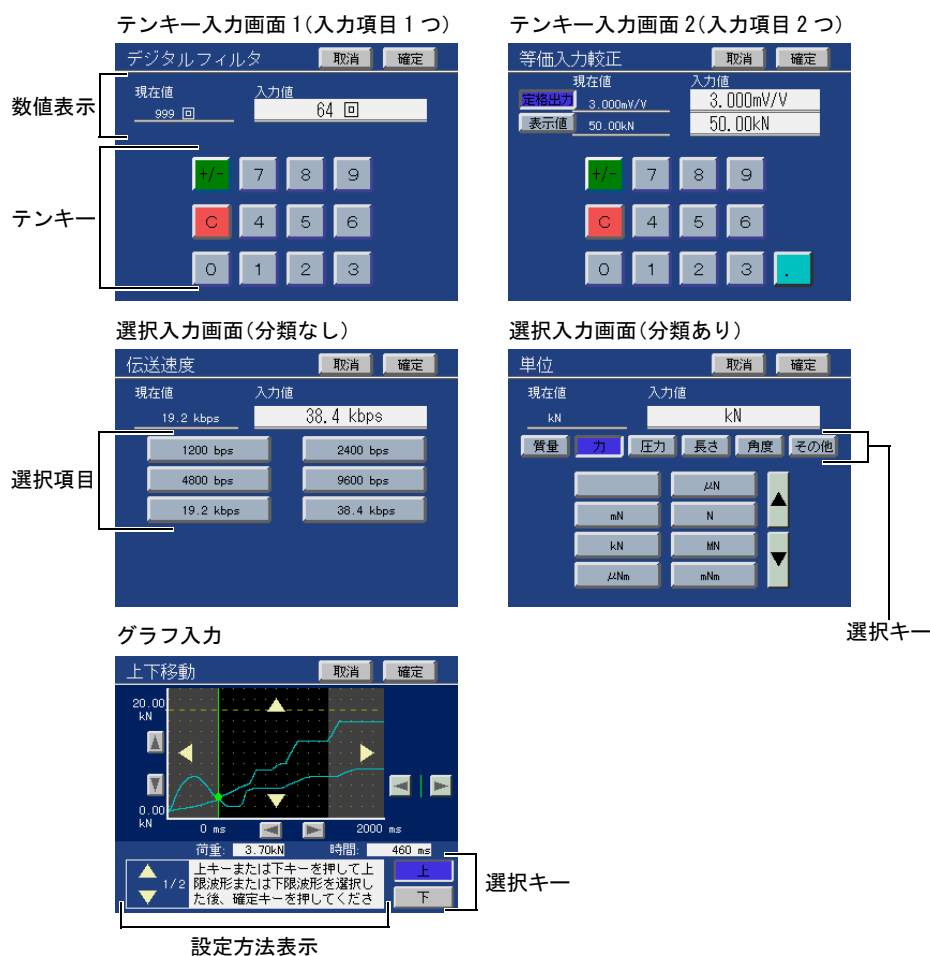 テンキー入力画面1(入力項目1つ)
デジタルフィルタ 取消 確定
現在値 入力値
999 回 64 回
数値表示
+/- 7 8 9
C 4 5 6
0 1 2 3
テンキー
テンキー入力画面2(入力項目2つ)
等価入力較正 取消 確定
現在値 入力値
定格出力 3.000mV/V 3.000mV/V
表示値 50.00kN 50.00kN
+/- 7 8 9
C 4 5 6
0 1 2 3 .
選択入力画面(分類なし)
伝送速度 取消 確定
現在値 入力値
19.2 kbps 38.4 kbps
1200 bps 2400 bps
4800 bps 9600 bps
19.2 kbps 38.4 kbps
選択項目
選択入力画面(分類あり)
単位 取消 確定
現在値 入力値
kN kN
質量 力 圧力 長さ 角度 その他
μN
mN N
kN MN
μNm mNm
選択キー
グラフ入力
上下移動 取消 確定
20.00
kN
0.00
kN
0 ms 2000 ms
荷重: 3.70kN 時間: 460 ms
1/2
上キーまたは下キーを押して上
限波形または下限波形を選択し
た後、確定キーを押してくださ
上
下
選択キー
設定方法表示